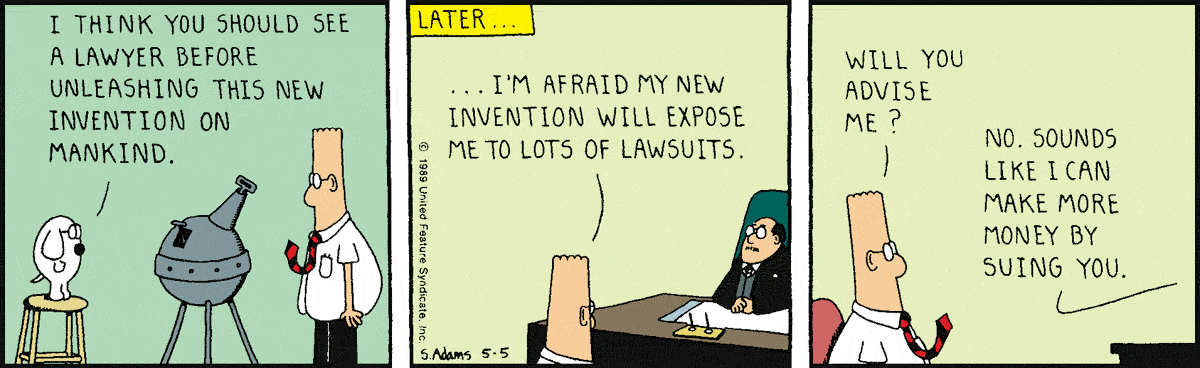 I THINK YOU SHOULD SEE
A LAWYER BEFORE
UNLEASHING THIS NEW
INVENTION ON
MANKIND.
LATER...
...I'M AFRAID MY NEW
INVENTION WILL EXPOSE
ME TO LOTS OF LAWSUITS.
© 1989 United Feature Syndicate, Inc.
S.Adams 5-5
WILL YOU
ADVISE
ME?
NO. SOUNDS
LIKE I CAN
MAKE MORE
MONEY BY
SUING YOU.